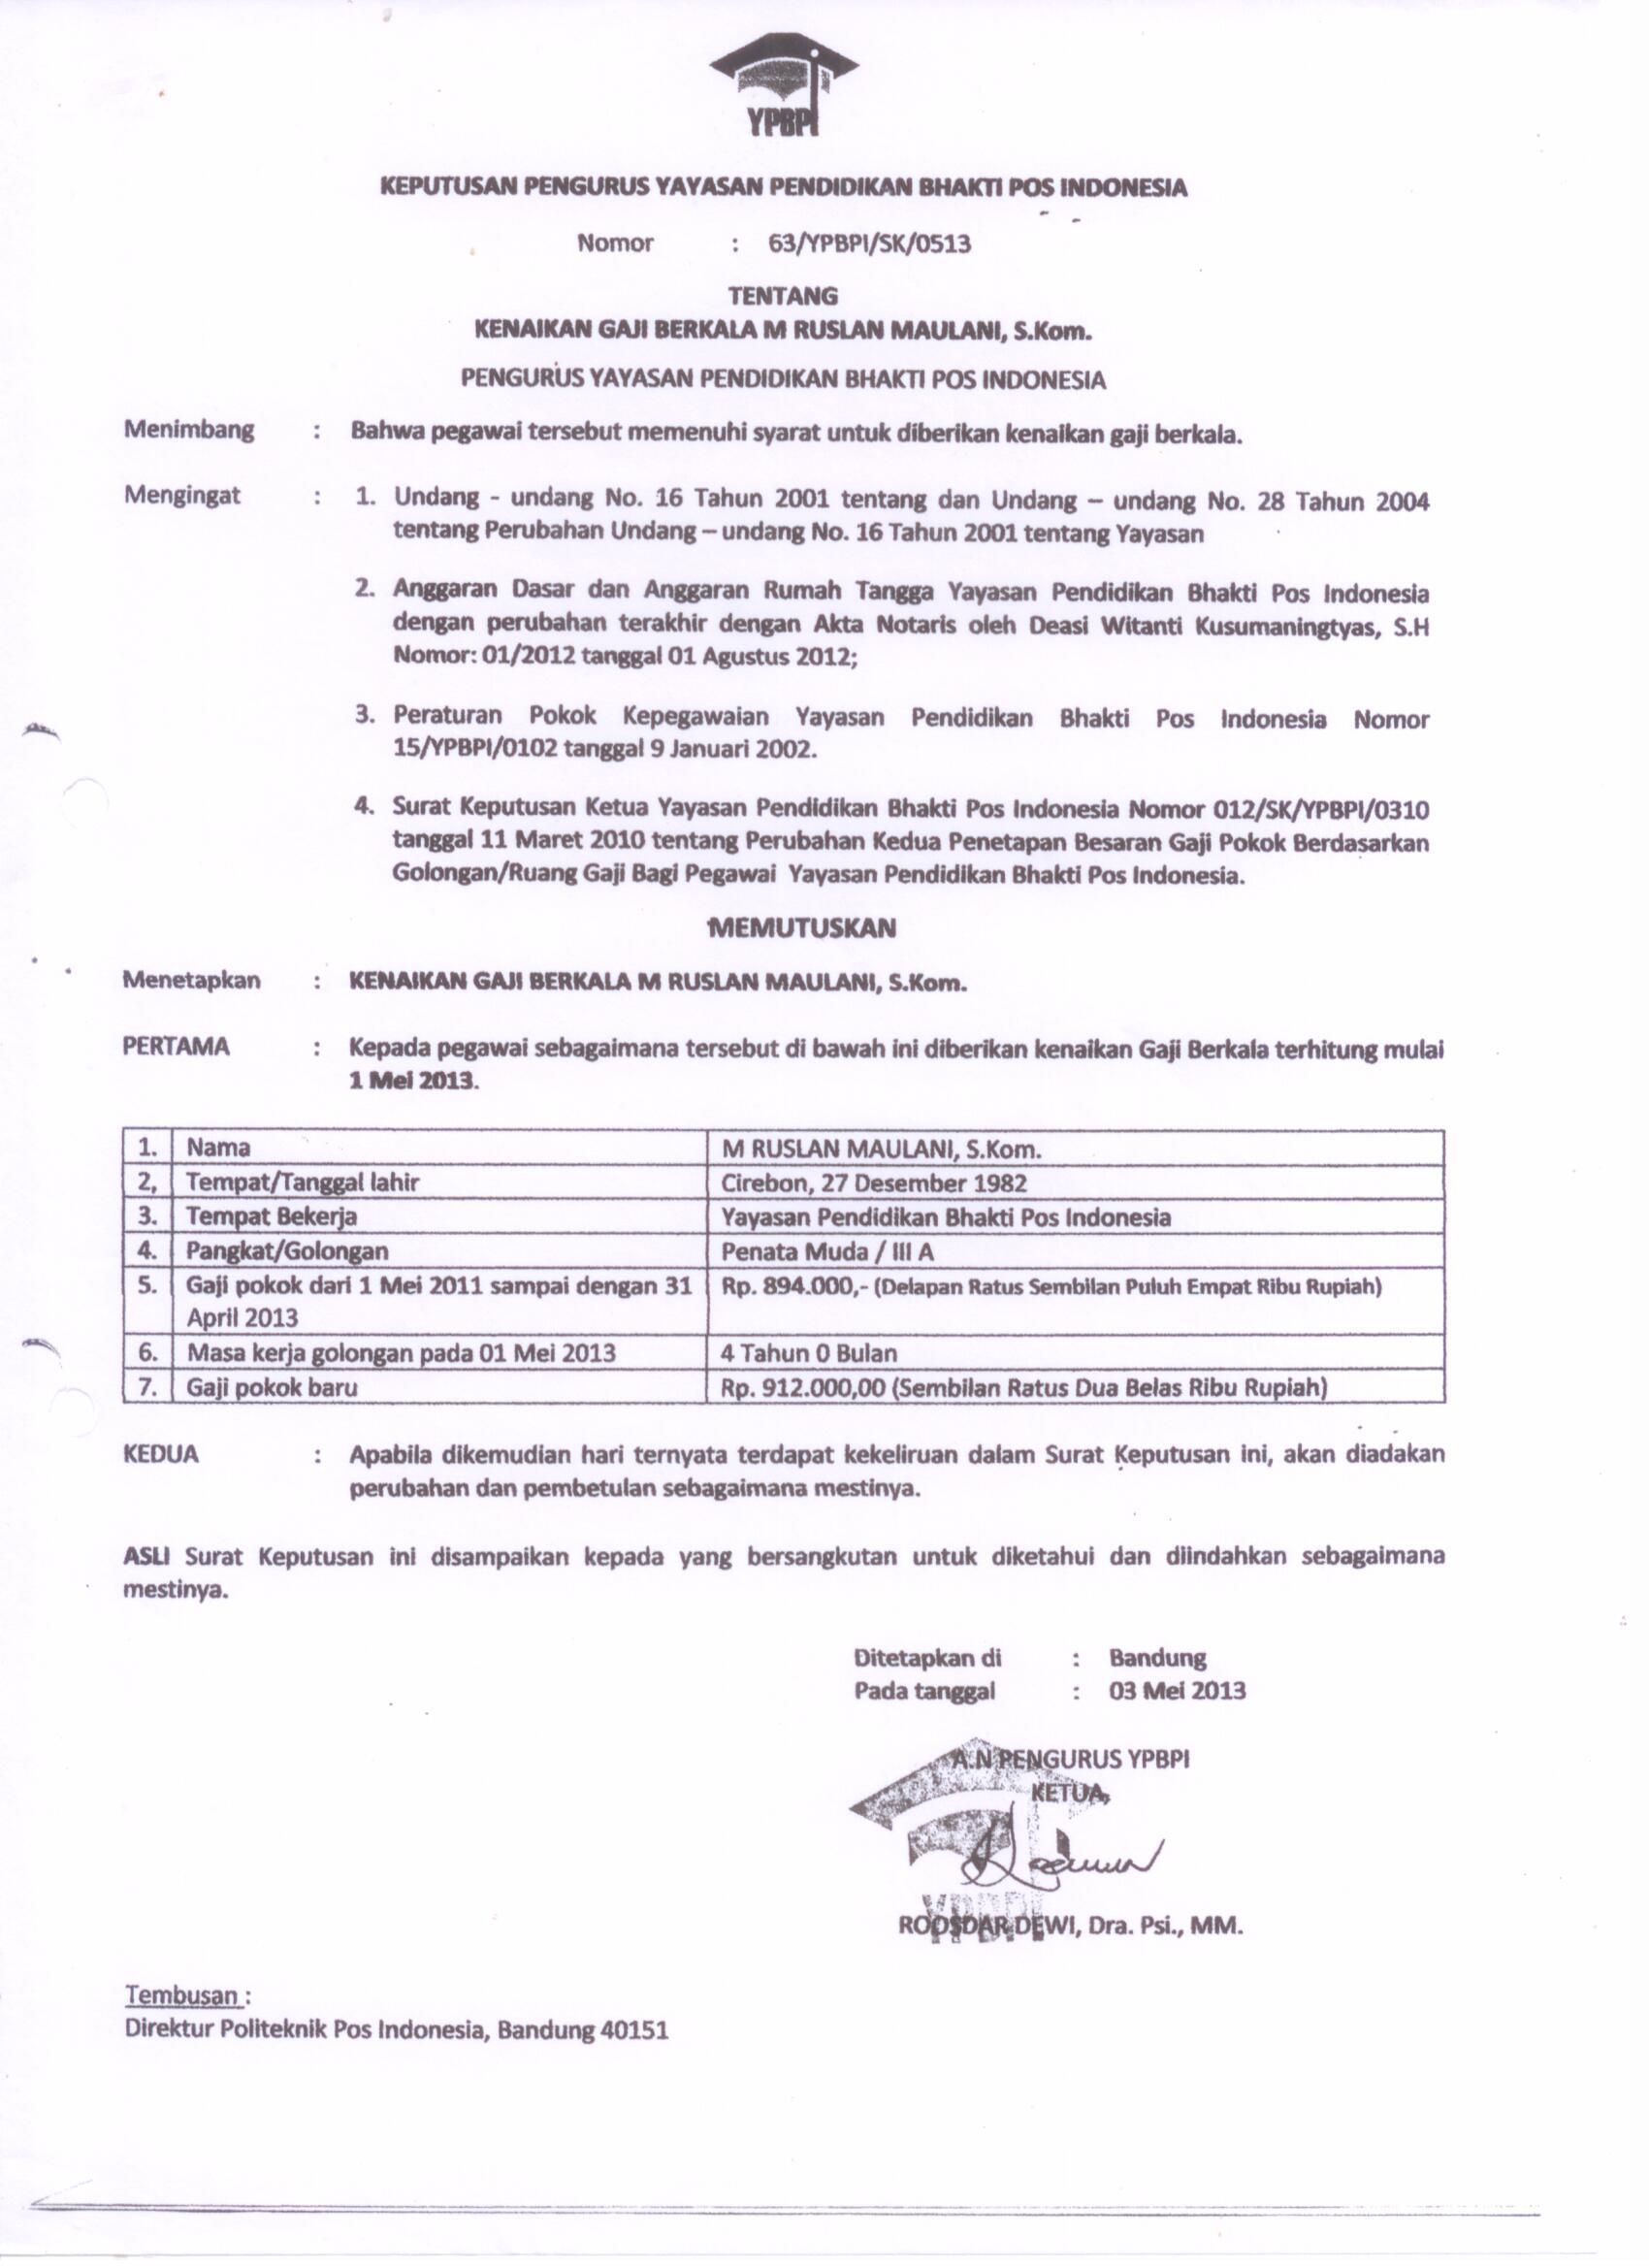 YPBPI
KEPUTUSAN PENGURUS YAYASAN PENDIDIKAN BHAKTI POS INDONESIA
Nomor : 63/YPBPI/SK/0513
TENTANG
KENAIKAN GAJI BERKALA M RUSLAN MAULANI, S.Kom.
PENGURUS YAYASAN PENDIDIKAN BHAKTI POS INDONESIA
Menimbang : Bahwa pegawai tersebut memenuhi syarat untuk diberikan kenaikan gaji berkala.
Mengingat : 1. Undang - undang No. 16 Tahun 2001 tentang dan Undang – undang No. 28 Tahun 2004
tentang Perubahan Undang – undang No. 16 Tahun 2001 tentang Yayasan
2. Anggaran Dasar dan Anggaran Rumah Tangga Yayasan Pendidikan Bhakti Pos Indonesia
dengan perubahan terakhir dengan Akta Notaris oleh Deasi Witanti Kusumaningtyas, S.H
Nomor: 01/2012 tanggal 01 Agustus 2012;
3. Peraturan Pokok Kepegawaian Yayasan Pendidikan Bhakti Pos Indonesia Nomor
15/YPBPI/0102 tanggal 9 Januari 2002.
4. Surat Keputusan Ketua Yayasan Pendidikan Bhakti Pos Indonesia Nomor 012/SK/YPBPI/0310
tanggal 11 Maret 2010 tentang Perubahan Kedua Penetapan Besaran Gaji Pokok Berdasarkan
Golongan/Ruang Gaji Bagi Pegawai Yayasan Pendidikan Bhakti Pos Indonesia.
MEMUTUSKAN
Menetapkan : KENAIKAN GAJI BERKALA M RUSLAN MAULANI, S.Kom.
PERTAMA : Kepada pegawai sebagaimana tersebut di bawah ini diberikan kenaikan Gaji Berkala terhitung mulai
1 Mei 2013.
1. Nama M RUSLAN MAULANI, S.Kom.
2, Tempat/Tanggal lahir Cirebon, 27 Desember 1982
3. Tempat Bekerja Yayasan Pendidikan Bhakti Pos Indonesia
4. Pangkat/Golongan Penata Muda / III A
5. Gaji pokok dari 1 Mei 2011 sampai dengan 31 Rp. 894.000,- (Delapan Ratus Sembilan Puluh Empat Ribu Rupiah)
April 2013
6. Masa kerja golongan pada 01 Mei 2013 4 Tahun 0 Bulan
7. Gaji pokok baru Rp. 912.000,00 (Sembilan Ratus Dua Belas Ribu Rupiah)
KEDUA : Apabila dikemudian hari ternyata terdapat kekeliruan dalam Surat Keputusan ini, akan diadakan
perubahan dan pembetulan sebagaimana mestinya.
ASLI Surat Keputusan ini disampaikan kepada yang bersangkutan untuk diketahui dan diindahkan sebagaimana
mestinya.
Ditetapkan di : Bandung
Pada tanggal : 03 Mei 2013
A.N PENGURUS YPBPI
KETUA,
YPBPI
ROOSDAR DEWI, Dra. Psi., MM.
Tembusan :
Direktur Politeknik Pos Indonesia, Bandung 40151